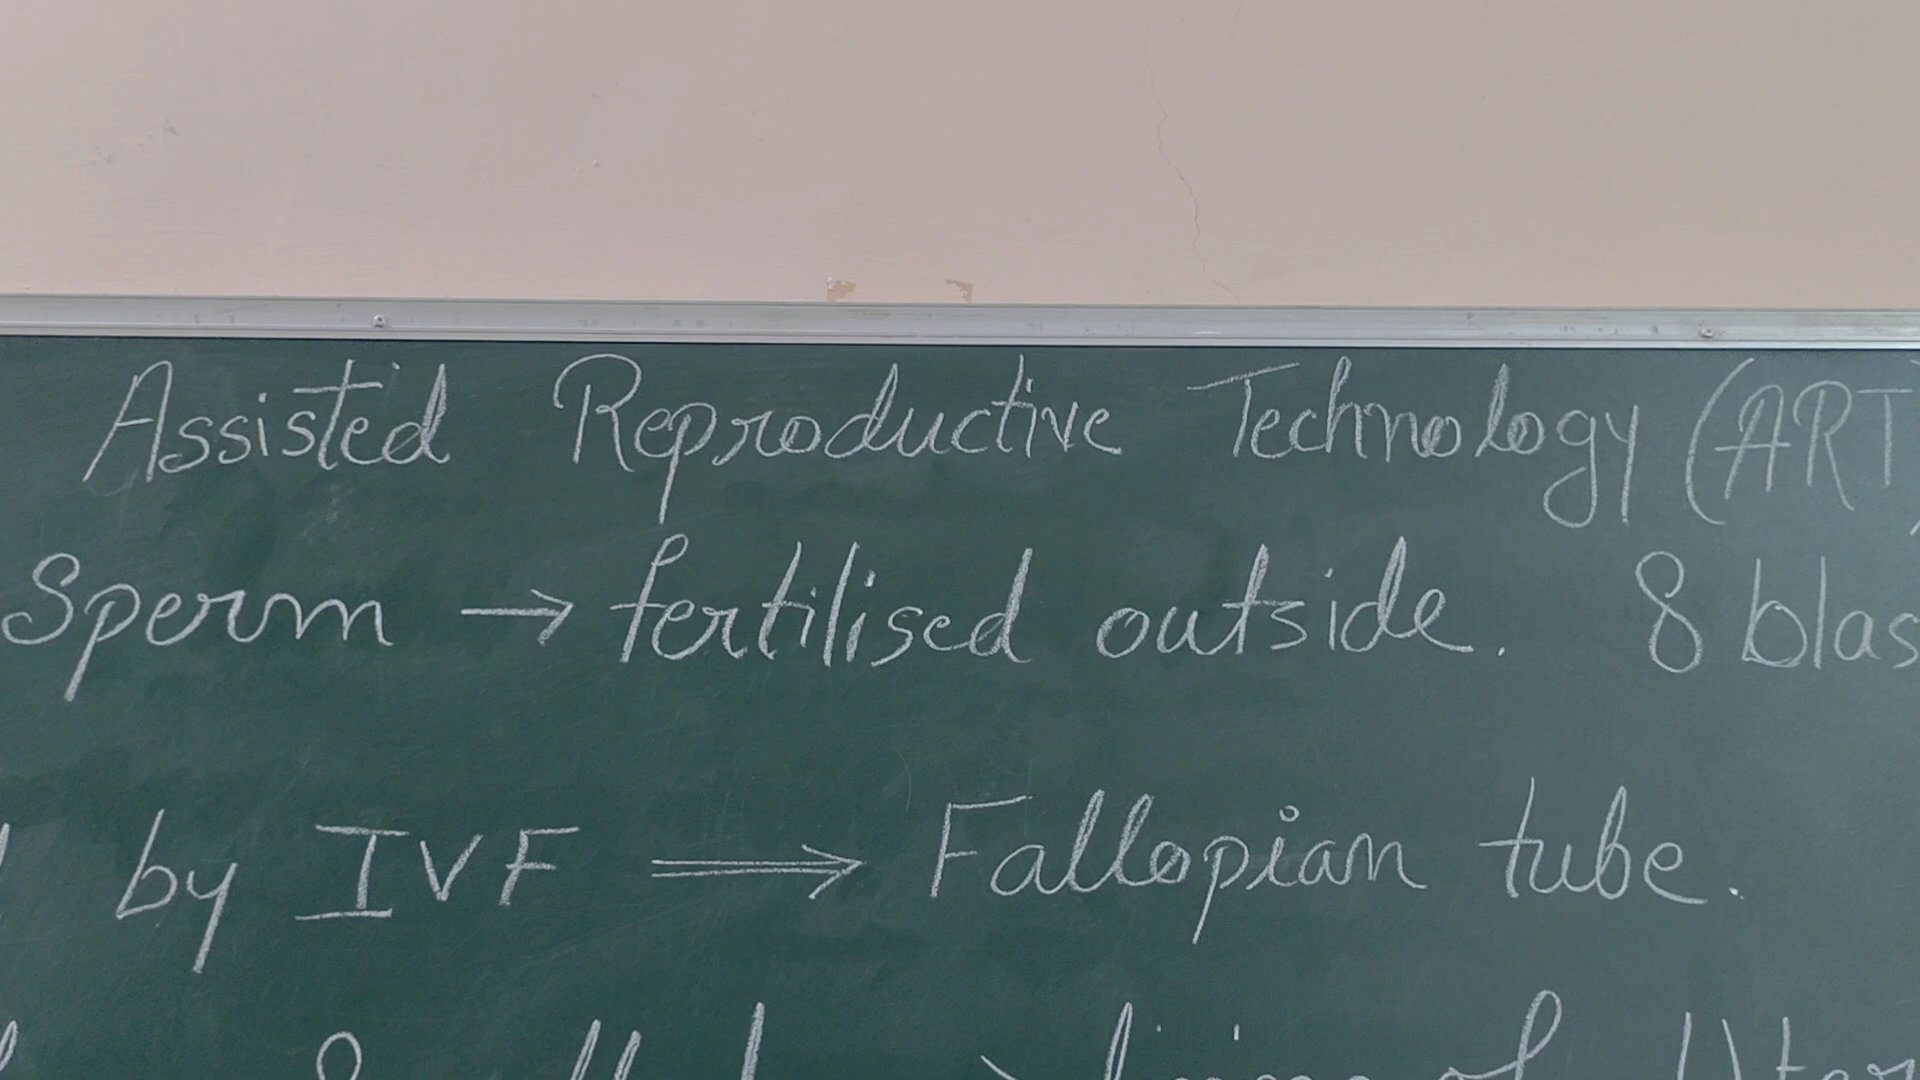 Assisted Reproductive Technology (ART)
Sperm → fertilised outside. 8 blas
by IVF ⟹ Fallopian tube.